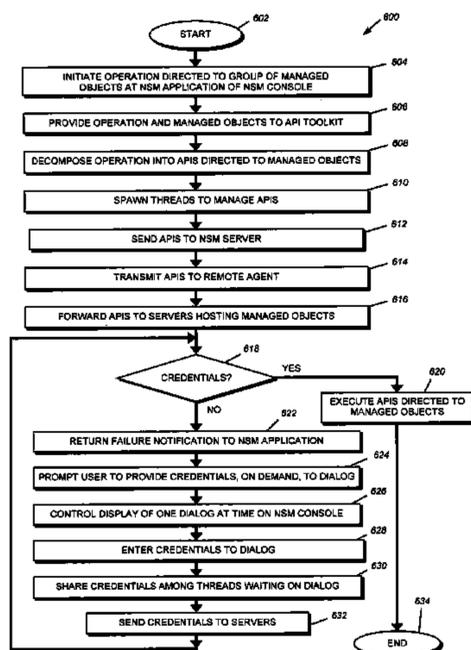 602
600
START
604
INITIATE OPERATION DIRECTED TO GROUP OF MANAGED
OBJECTS AT NSM APPLICATION OF NSM CONSOLE
606
PROVIDE OPERATION AND MANAGED OBJECTS TO API TOOLKIT
608
DECOMPOSE OPERATION INTO APIS DIRECTED TO MANAGED OBJECTS
610
SPAWN THREADS TO MANAGE APIS
612
SEND APIS TO NSM SERVER
614
TRANSMIT APIS TO REMOTE AGENT
616
FORWARD APIS TO SERVERS HOSTING MANAGED OBJECTS
618
CREDENTIALS?
YES
620
EXECUTE APIS DIRECTED TO
MANAGED OBJECTS
NO
622
RETURN FAILURE NOTIFICATION TO NSM APPLICATION
624
PROMPT USER TO PROVIDE CREDENTIALS, ON DEMAND, TO DIALOG
626
CONTROL DISPLAY OF ONE DIALOG AT TIME ON NSM CONSOLE
628
ENTER CREDENTIALS TO DIALOG
630
SHARE CREDENTIALS AMONG THREADS WAITING ON DIALOG
632
SEND CREDENTIALS TO SERVERS
634
END